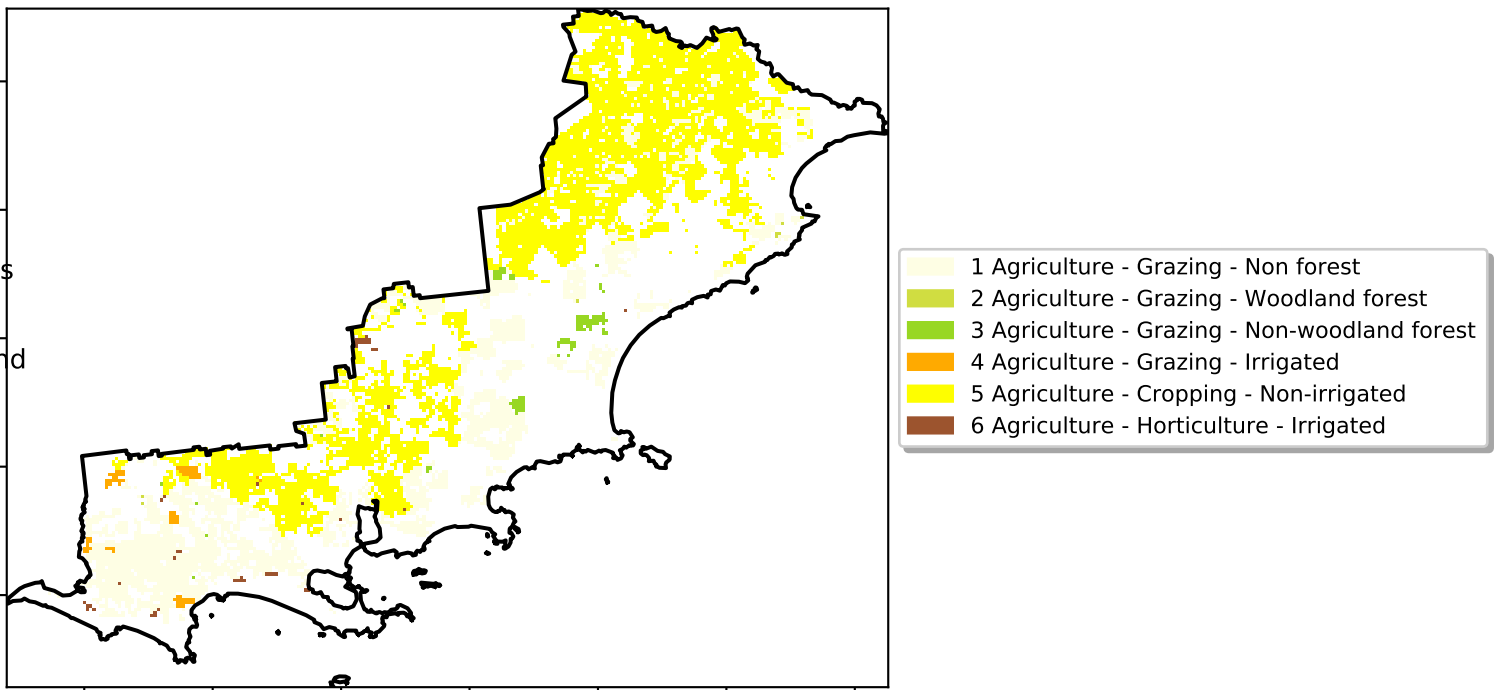 s
nd
1 Agriculture - Grazing - Non forest
2 Agriculture - Grazing - Woodland forest
3 Agriculture - Grazing - Non-woodland forest
4 Agriculture - Grazing - Irrigated
5 Agriculture - Cropping - Non-irrigated
6 Agriculture - Horticulture - Irrigated